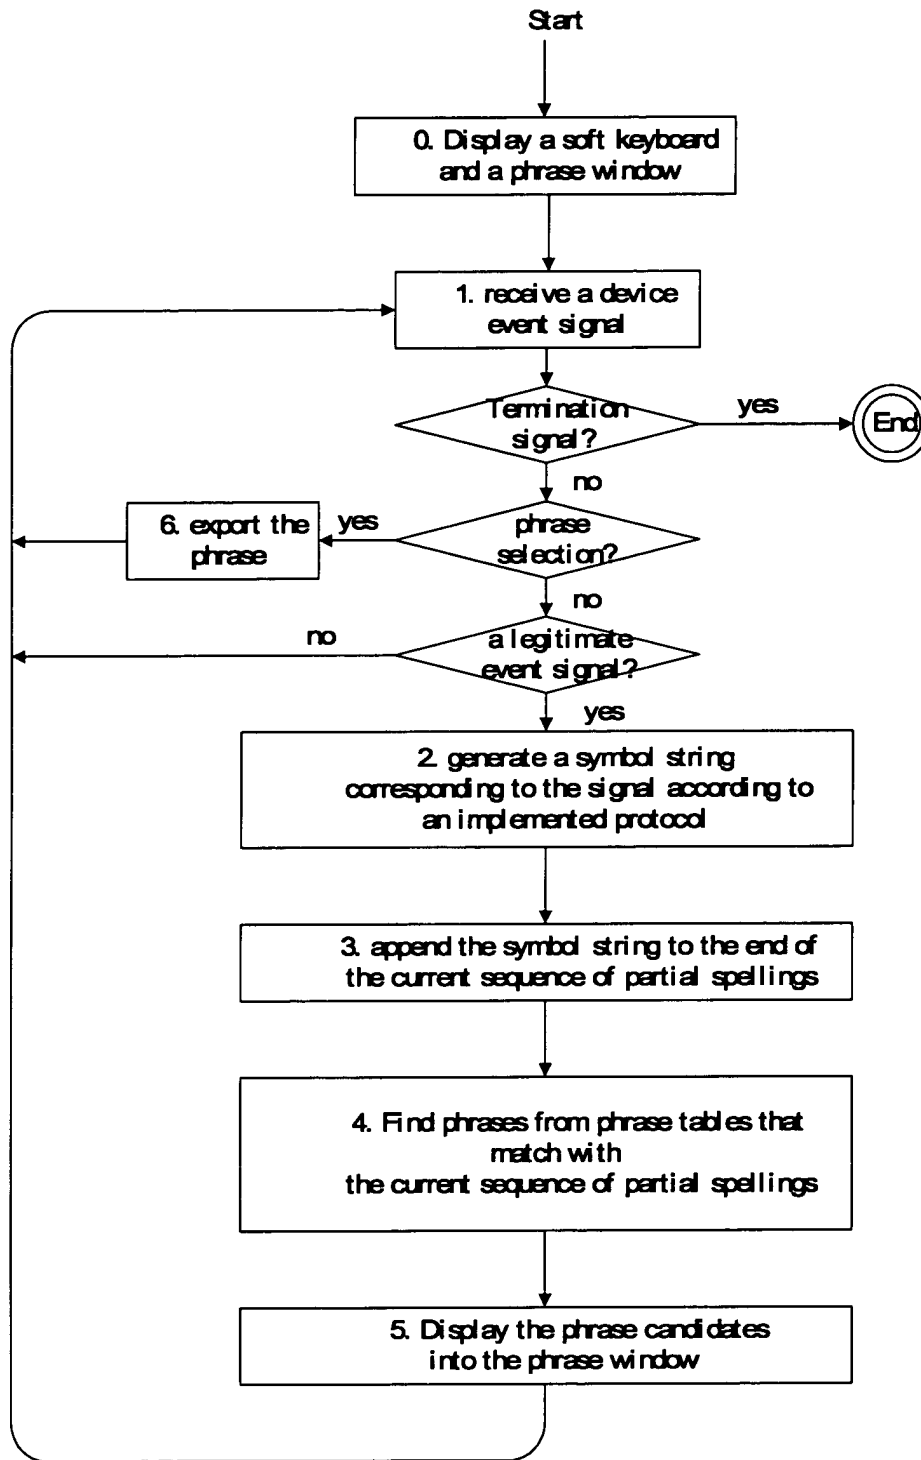 Start
0. Display a soft keyboard
and a phrase window
1. receive a device
event signal
Termination
signal?
yes
End
no
phrase
selection?
yes
6. export the
phrase
no
a legitimate
event signal?
no
yes
2. generate a symbol string
corresponding to the signal according to
an implemented protocol
3. append the symbol string to the end of
the current sequence of partial spellings
4. Find phrases from phrase tables that
match with
the current sequence of partial spellings
5. Display the phrase candidates
into the phrase window